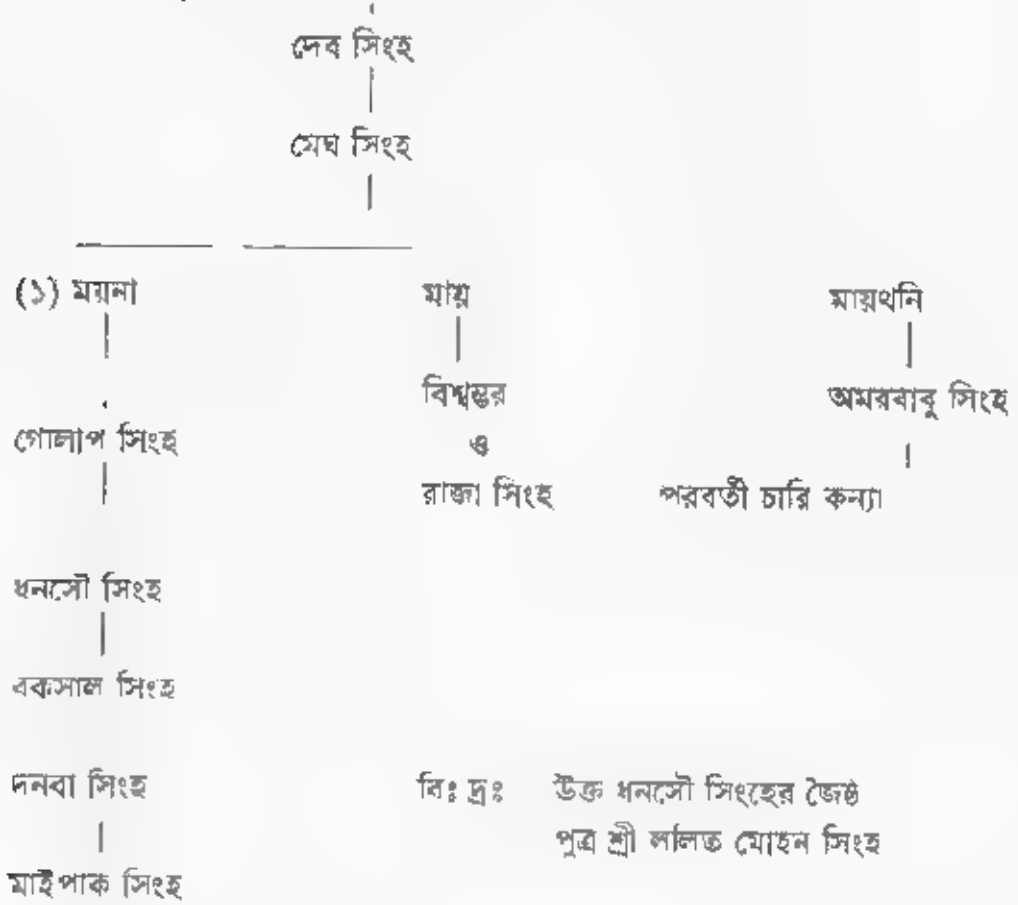 দেব সিংহ
মেঘ সিংহ
(১) ময়না মায় মায়থনি
বিশ্বম্ভর অমরবাবু সিংহ
গোলাপ সিংহ ও
রাজা সিংহ পরবর্তী চারি কন্যা
ধনসৌ সিংহ
বকসাল সিংহ
দনবা সিংহ বিঃ দ্রঃ উক্ত ধনসৌ সিংহের জৈষ্ঠ
পুত্র শ্রী ললিত মোহন সিংহ
মাইপাক সিংহ